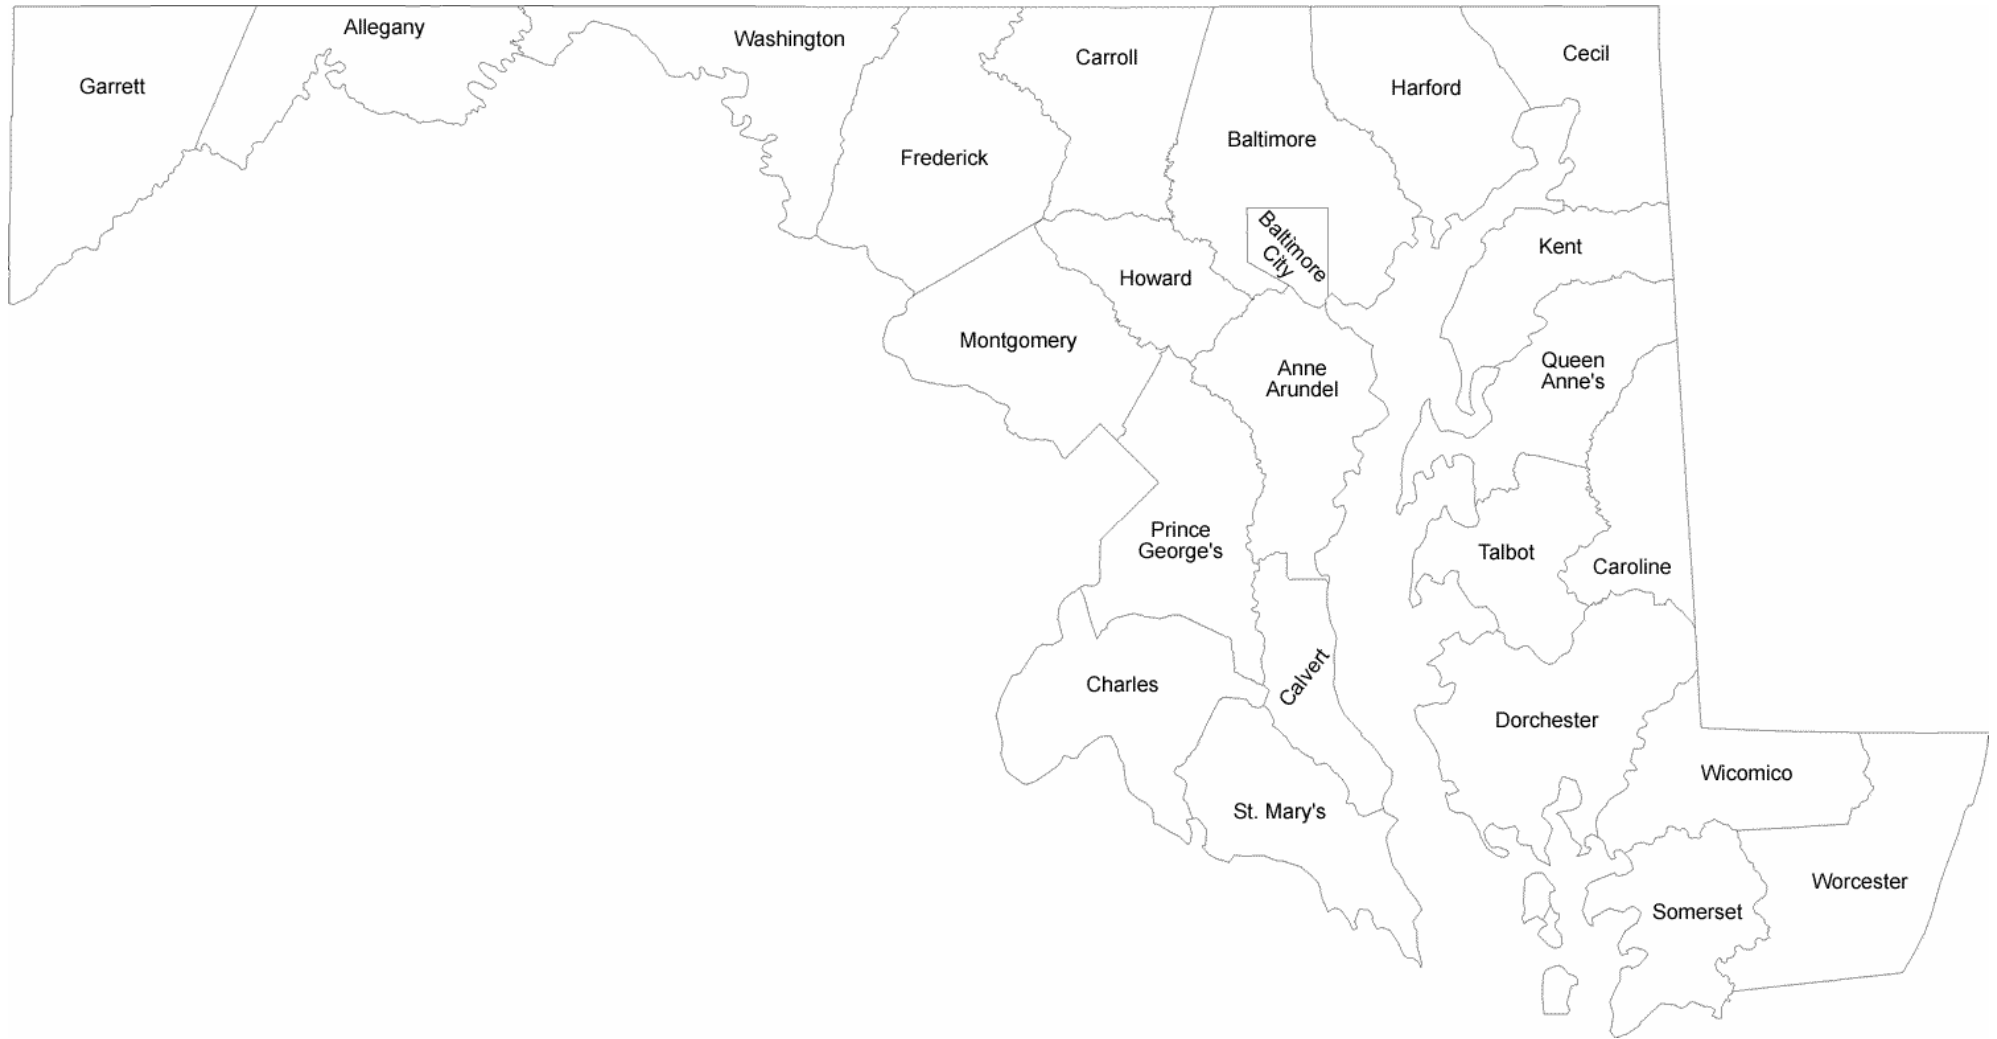 Allegany
Washington
Carroll
Cecil
Garrett
Harford
Baltimore
Frederick
Baltimore
City
Kent
Howard
Montgomery
Queen
Anne's
Anne
Arundel
Prince
George's
Talbot
Caroline
Charles
Calvert
Dorchester
Wicomico
St. Mary's
Worcester
Somerset